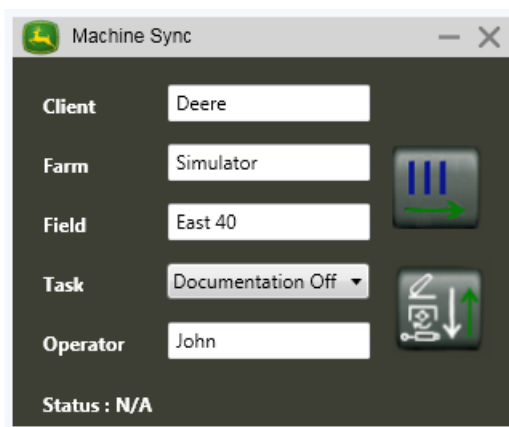 Machine Sync
Client Deere
Farm Simulator
Field East 40
Task Documentation Off
Operator John
Status : N/A